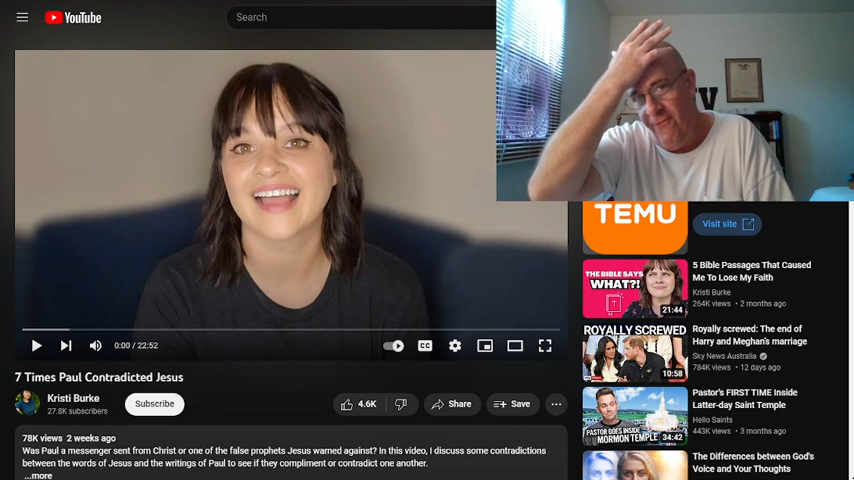 YouTube
Search
V
TEMU
Visit site
THE BIBLE SAYS
WHAT?!
21:44
5 Bible Passages That Caused
Me To Lose My Faith
Kristi Burke
264K views • 2 months ago
ROYALLY SCREWED
10:58
Royally screwed: The end of
Harry and Meghan's marriage
Sky News Australia
784K views • 12 days ago
PASTOR GOES INSIDE
MORMON TEMPLE
34:42
Pastor's FIRST TIME Inside
Latter-day Saint Temple
Hello Saints
443K views • 3 months ago
The Differences between God's
Voice and Your Thoughts
0:00 / 22:52
CC
7 Times Paul Contradicted Jesus
Kristi Burke
27.8K subscribers
Subscribe
4.6K
Share
Save
78K views 2 weeks ago
Was Paul a messenger sent from Christ or one of the false prophets Jesus warned against? In this video, I discuss some contradictions
between the words of Jesus and the writings of Paul to see if they compliment or contradict one another.
...more